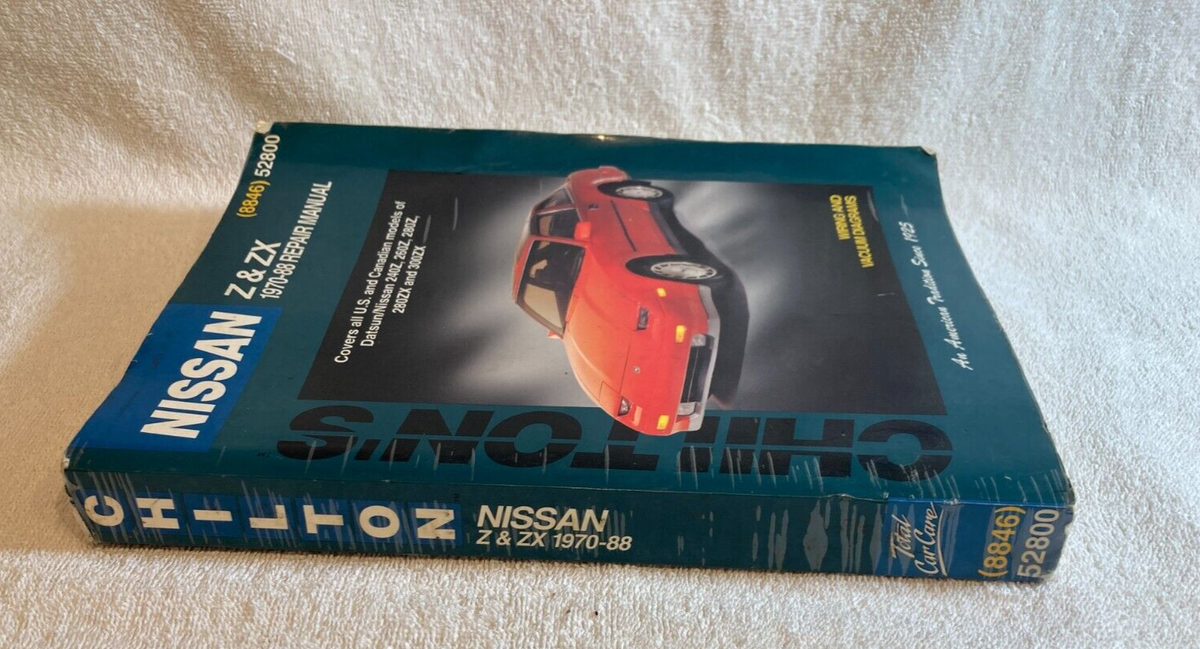 (8846) 52800
NISSAN
Z & ZX
1970-88 REPAIR MANUAL
Covers all U.S. and Canadian models of
Datsun/Nissan 240Z, 260Z, 280Z,
280ZX and 300ZX
WIRING AND
VACUUM DIAGRAMS
An American Tradition Since 1925
CHILTON'S
CHILTON
NISSAN
Z & ZX 1970-88
Total
Car Care
(8846)
52800